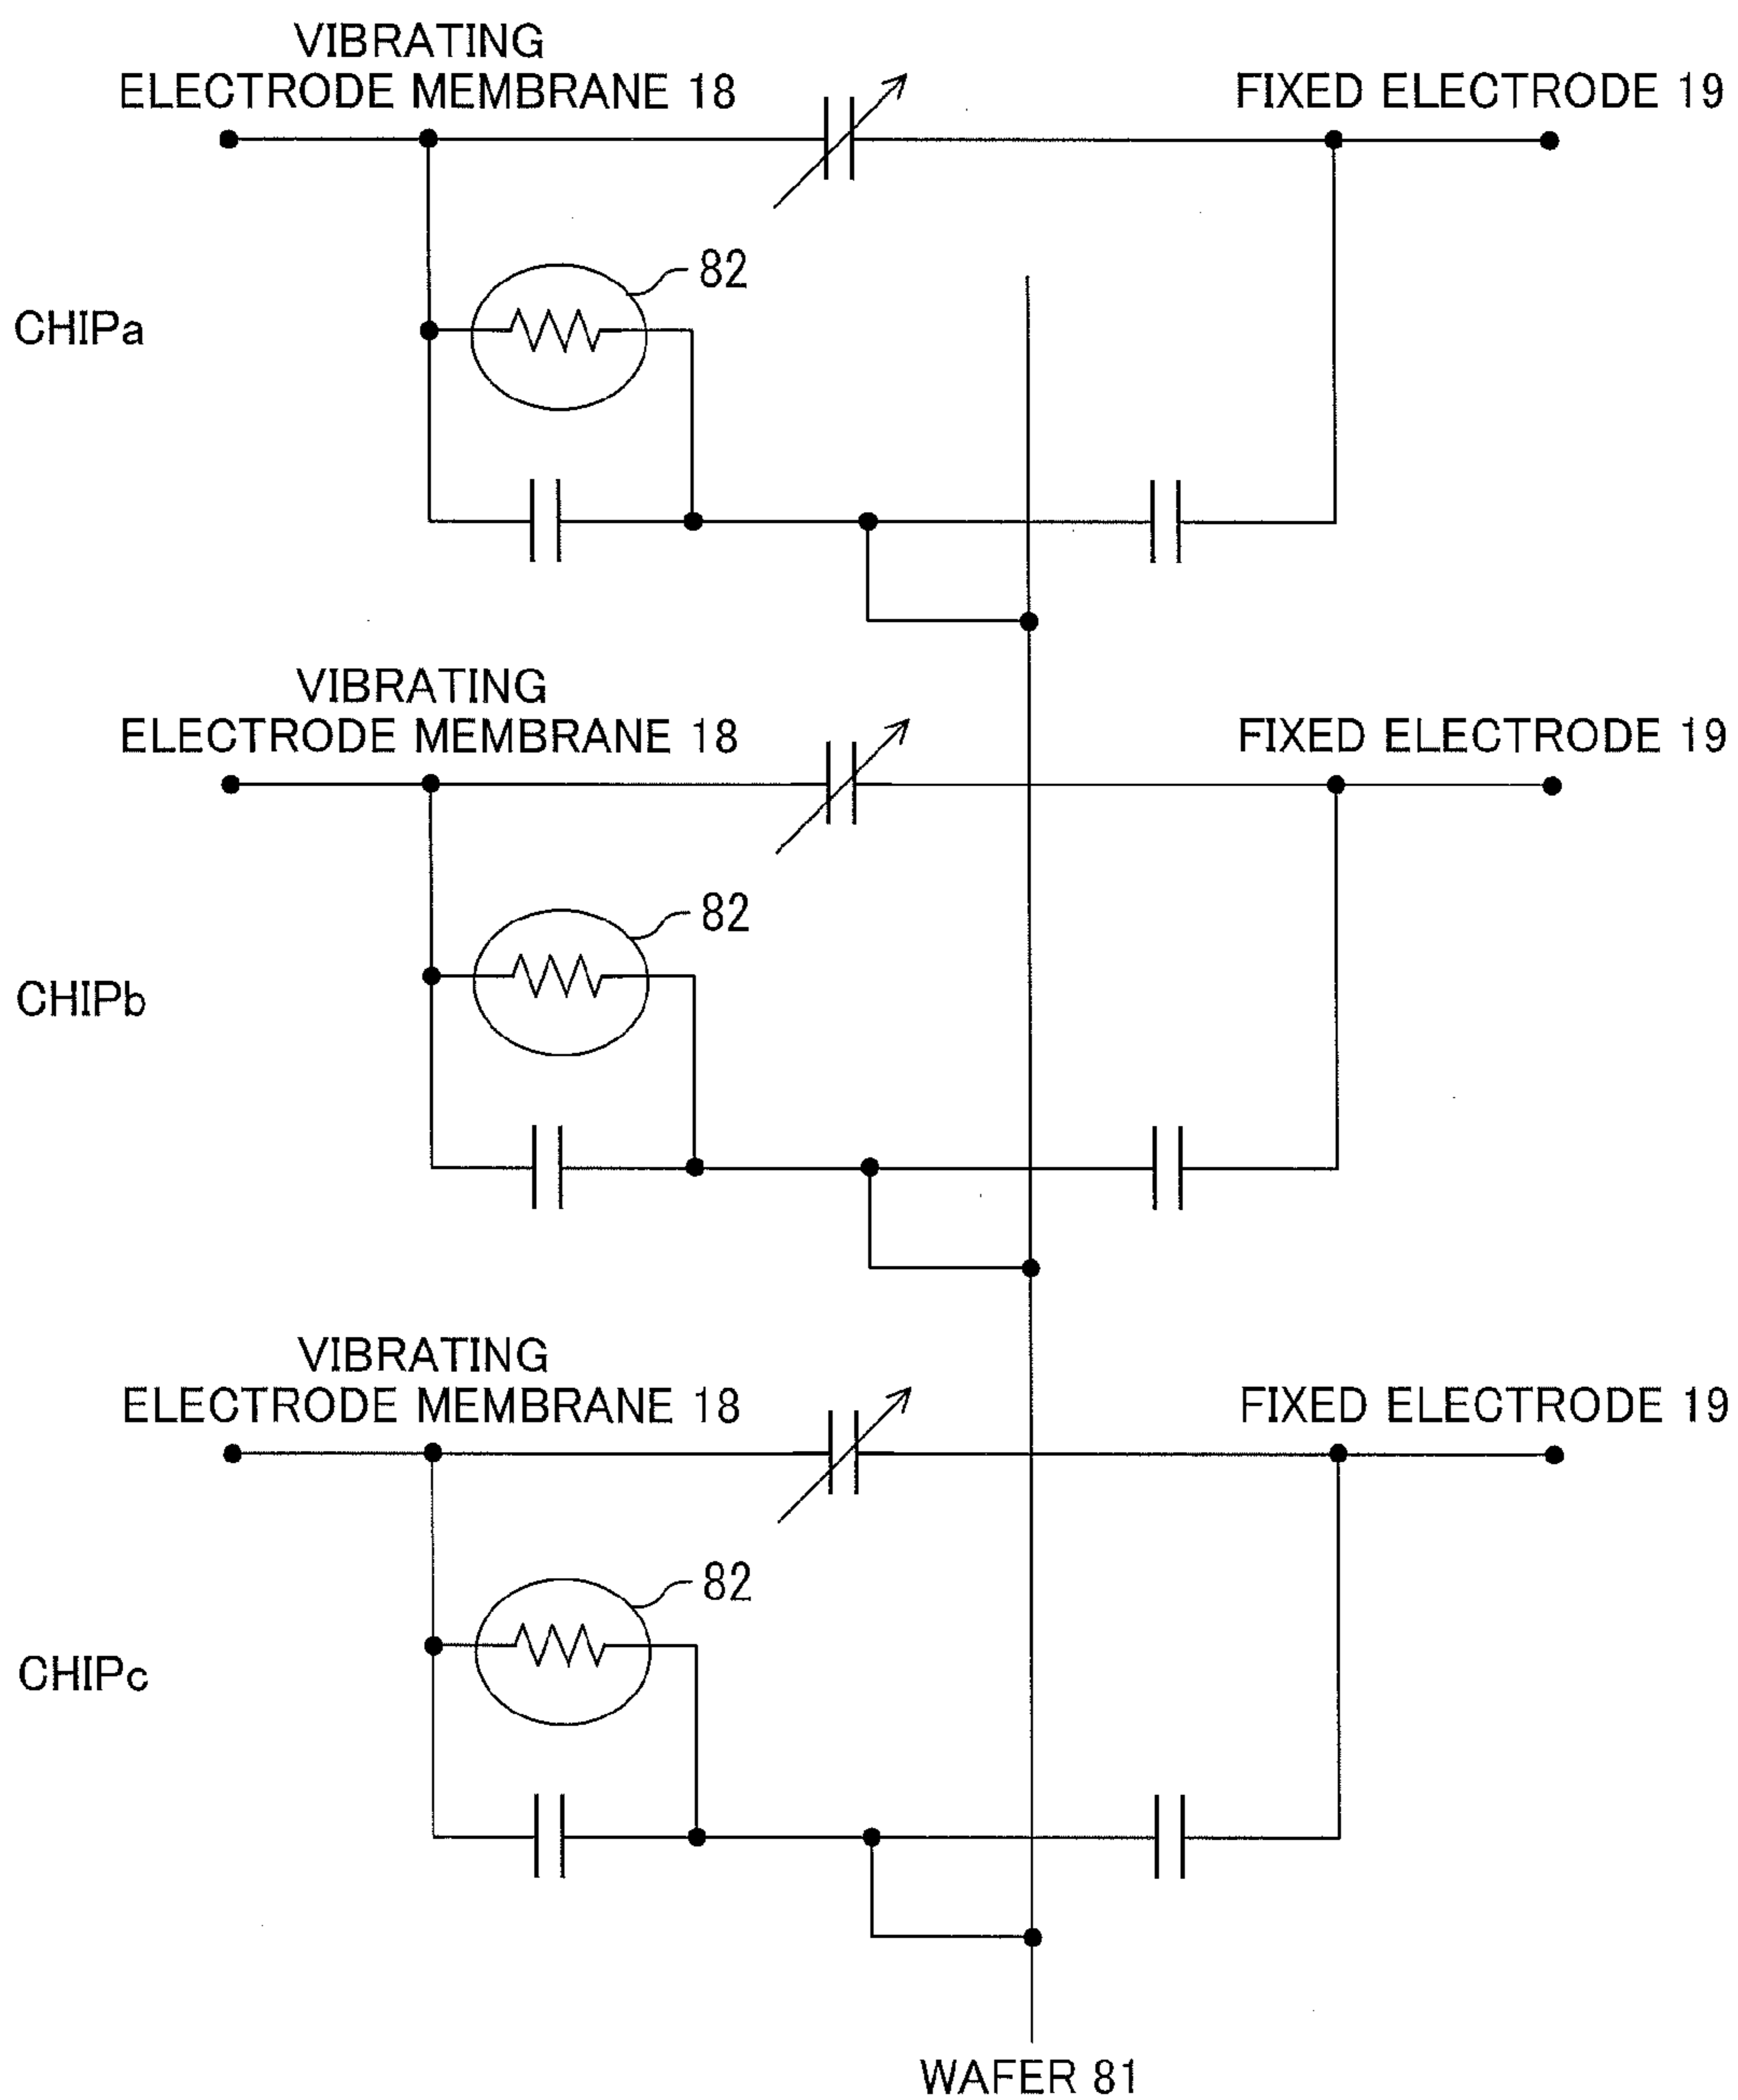 VIBRATING
ELECTRODE MEMBRANE 18
FIXED ELECTRODE 19
82
CHIPa
VIBRATING
ELECTRODE MEMBRANE 18
FIXED ELECTRODE 19
82
CHIPb
VIBRATING
ELECTRODE MEMBRANE 18
FIXED ELECTRODE 19
82
CHIPc
WAFER 81